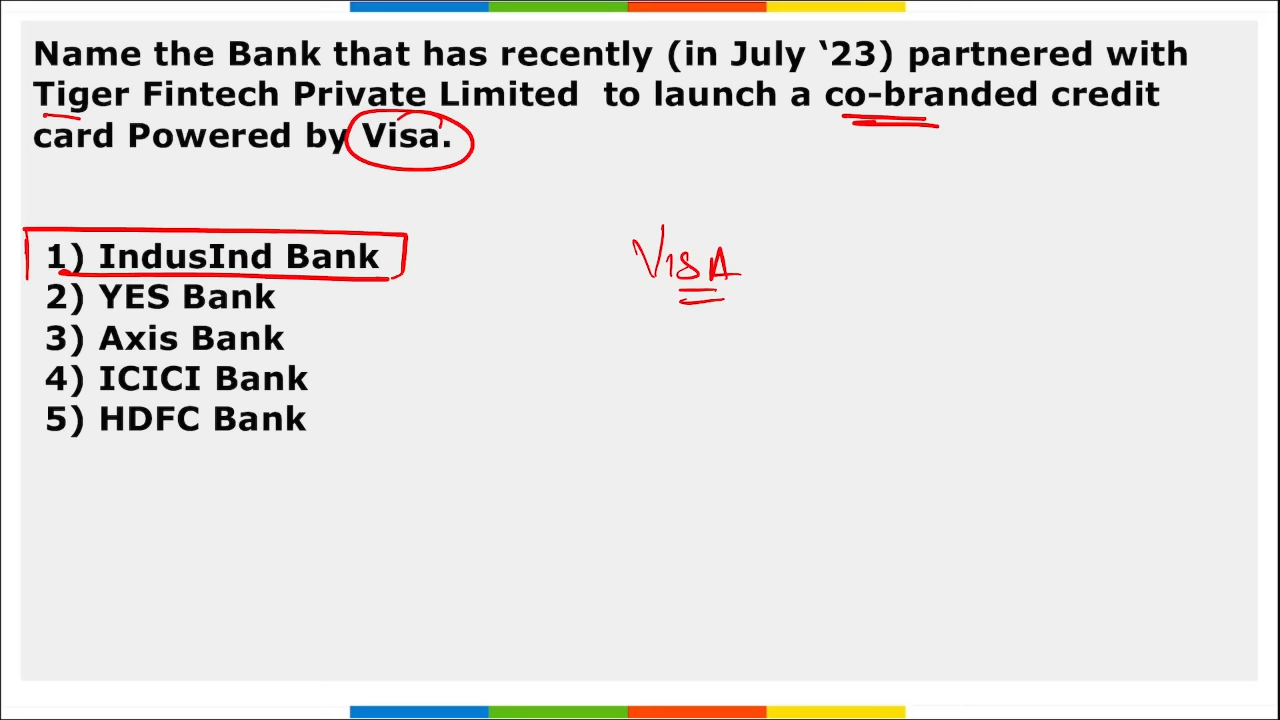 Name the Bank that has recently (in July ‘23) partnered with
Tiger Fintech Private Limited  to launch a co-branded credit
card Powered by Visa.
1) IndusInd Bank
VISA
2) YES Bank
3) Axis Bank
4) ICICI Bank
5) HDFC Bank